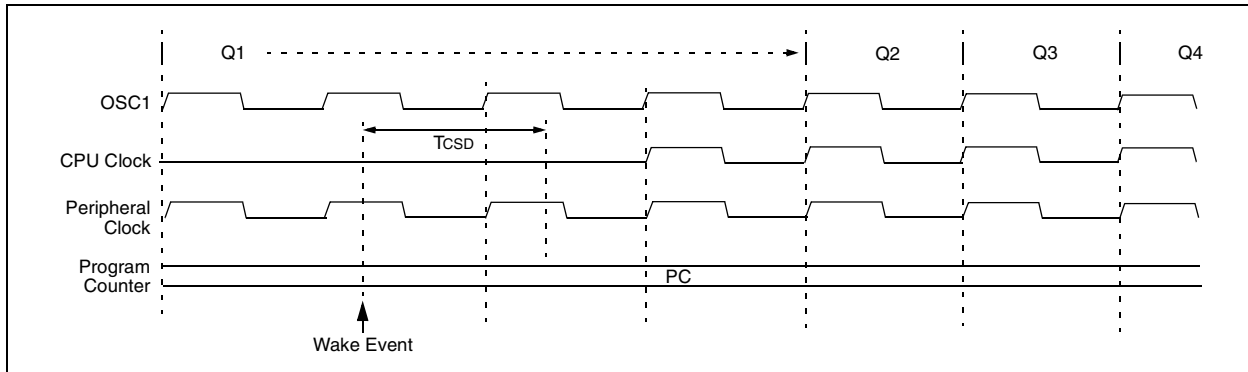 Q1 Q2 Q3 Q4
OSC1
TCSD
CPU Clock
Peripheral
Clock
Program
Counter
PC
Wake Event